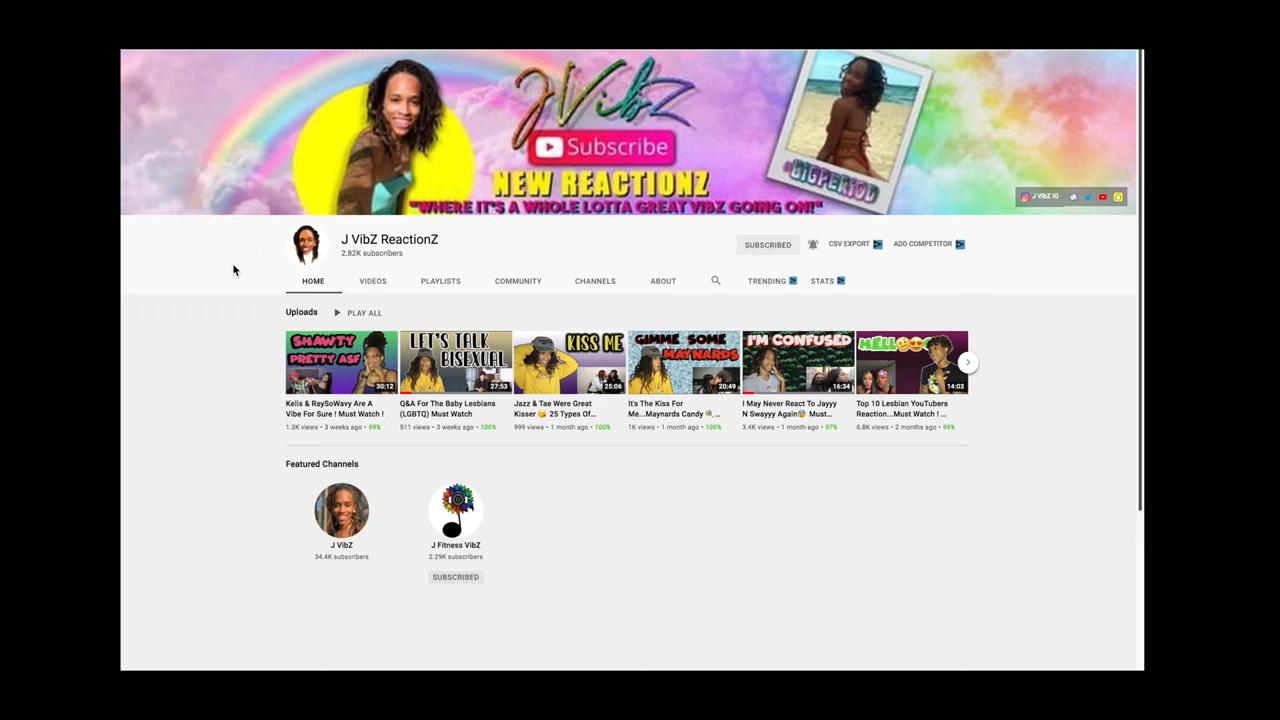 JVibZ
Subscribe
NEW REACTIONZ
"WHERE IT'S A WHOLE LOTTA GREAT VIBZ GOING ON!"
@BIGPERIOD
J VibZ IG
J VibZ ReactionZ
2.82K subscribers
SUBSCRIBED
CSV EXPORT
ADD COMPETITOR
HOME
VIDEOS
PLAYLISTS
COMMUNITY
CHANNELS
ABOUT
TRENDING
STATS
Uploads
PLAY ALL
SHAWTY
PRETTY ASF
30:12
LET'S TALK
BISEXUAL
27:53
KISS ME
25:06
GIMME SOME
MAYNARDS
20:49
I'M CONFUSED
16:34
HELLO
14:03
Kelis & RaySoWavy Are A
Vibe For Sure ! Must Watch !
1.3K views • 3 weeks ago • 99%
Q&A For The Baby Lesbians
(LGBTQ) Must Watch
511 views • 3 weeks ago • 100%
Jazz & Tae Were Great
Kisser 😘 25 Types Of...
999 views • 1 month ago • 100%
It's The Kiss For
Me...Maynards Candy 🍭...
1K views • 1 month ago • 100%
I May Never React To Jayyy
N Swayyy Again😰 Must...
3.4K views • 1 month ago • 97%
Top 10 Lesbian YouTubers
Reaction...Must Watch ! ...
6.8K views • 2 months ago • 99%
Featured Channels
J VibZ
34.4K subscribers
J Fitness VibZ
2.29K subscribers
SUBSCRIBED